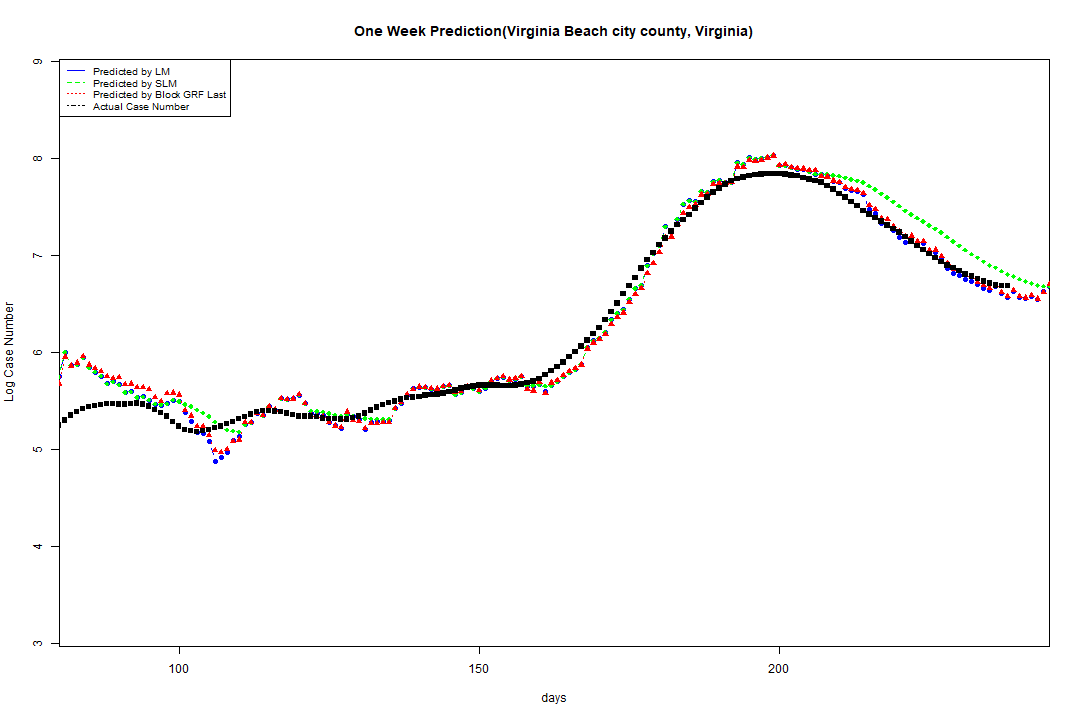 One Week Prediction(Virginia Beach city county, Virginia)
Predicted by LM
Predicted by SLM
Predicted by Block GRF Last
Actual Case Number
9
8
7
6
5
4
3
Log Case Number
100 150 200
days